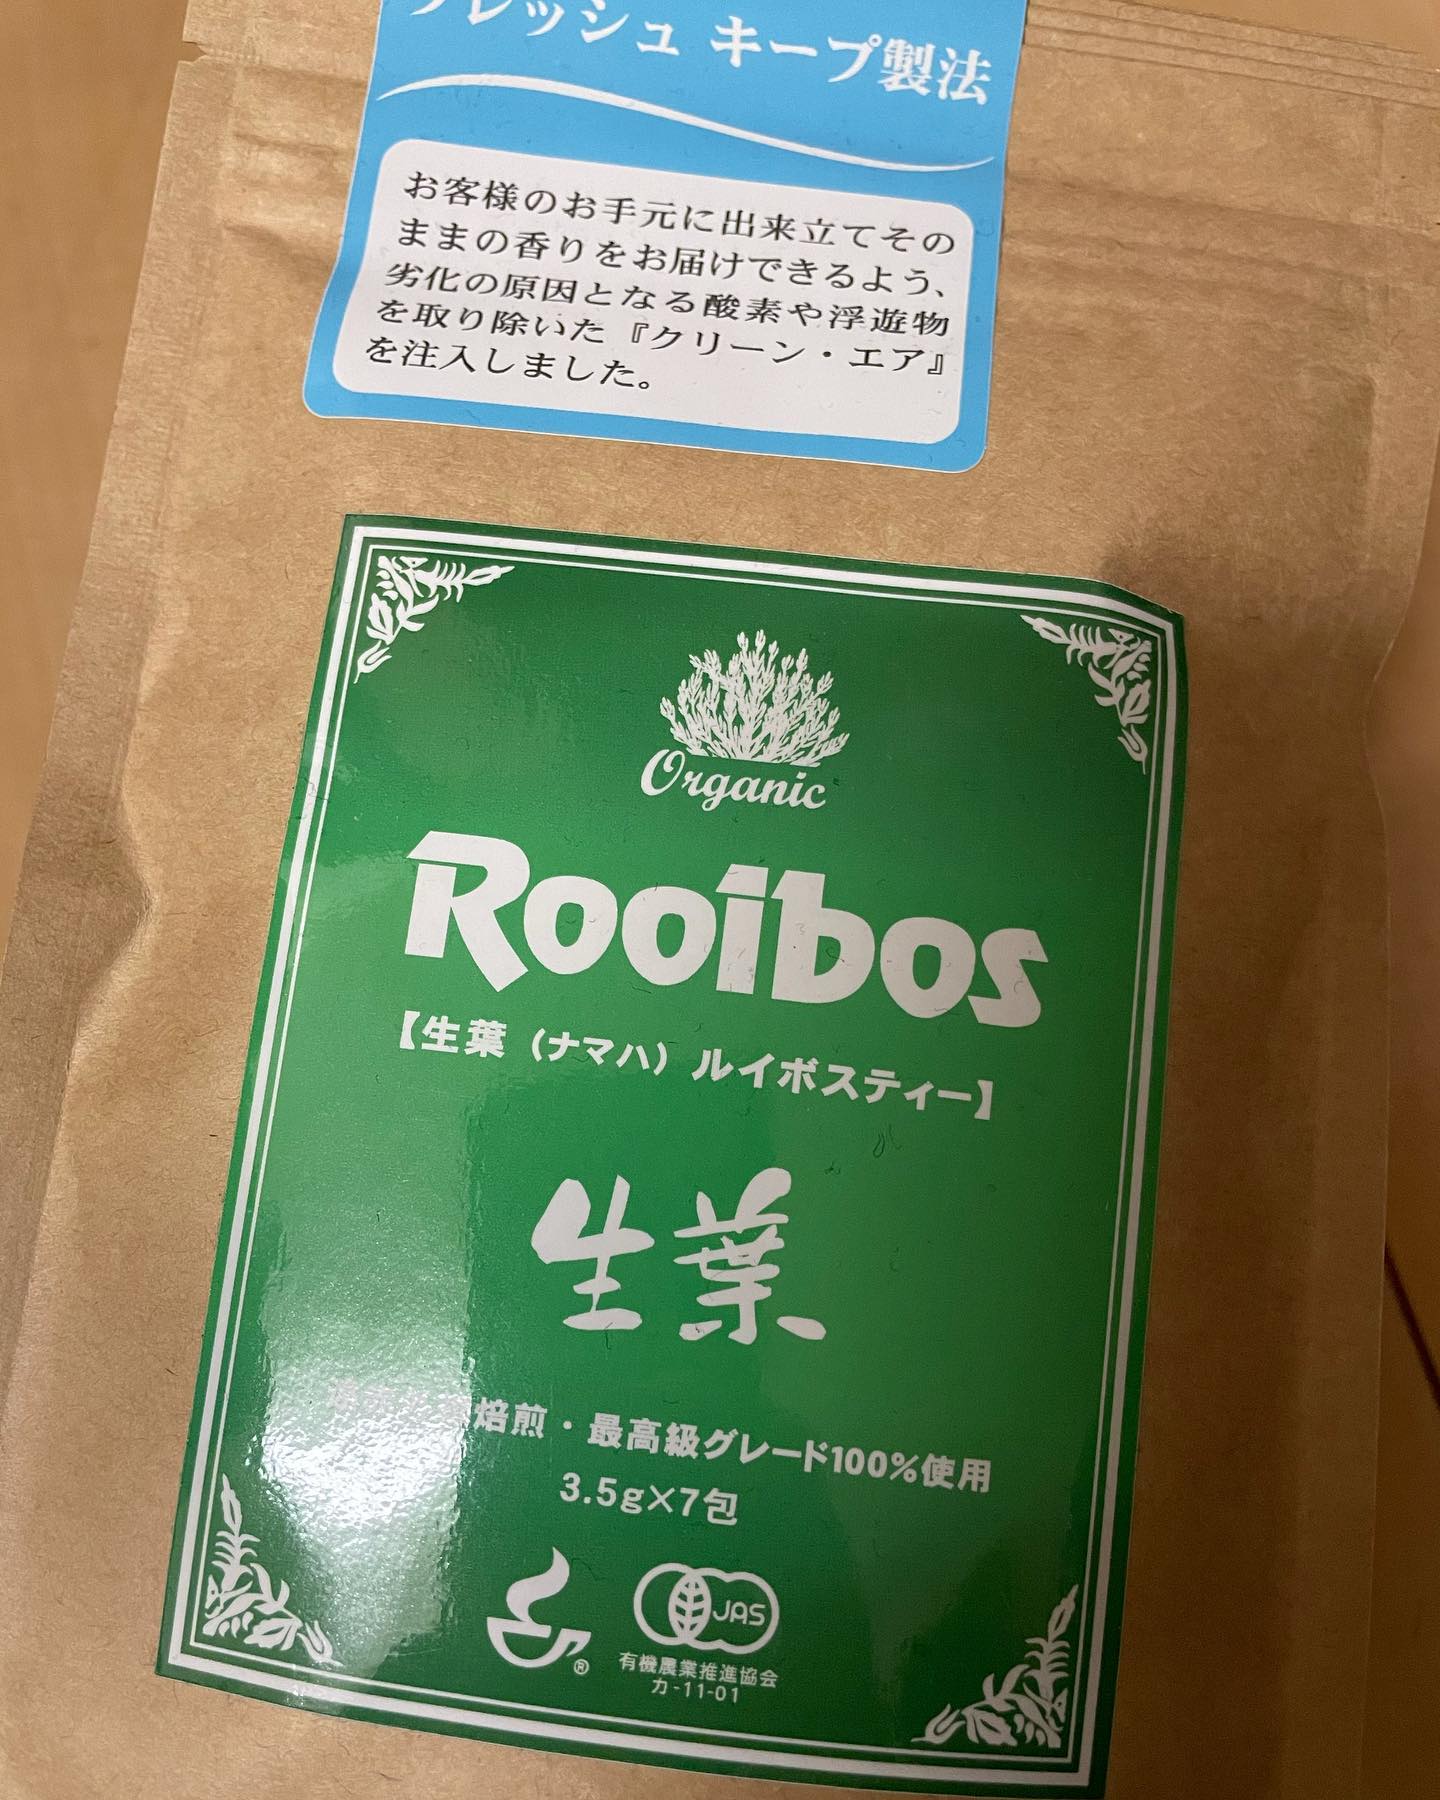 レッシュ キープ製法
お客様のお手元に出来立てその
ままの香りをお届けできるよう、
劣化の原因となる酸素や浮遊物
を取り除いた『クリーン・エア』
を注入しました。
Organic
Rooibos
【生葉(ナマハ)ルイボスティー】
生葉
焙煎・最高級グレード100%使用
3.5g×7包
®
JAS
有機農業推進協会
カ-11-01